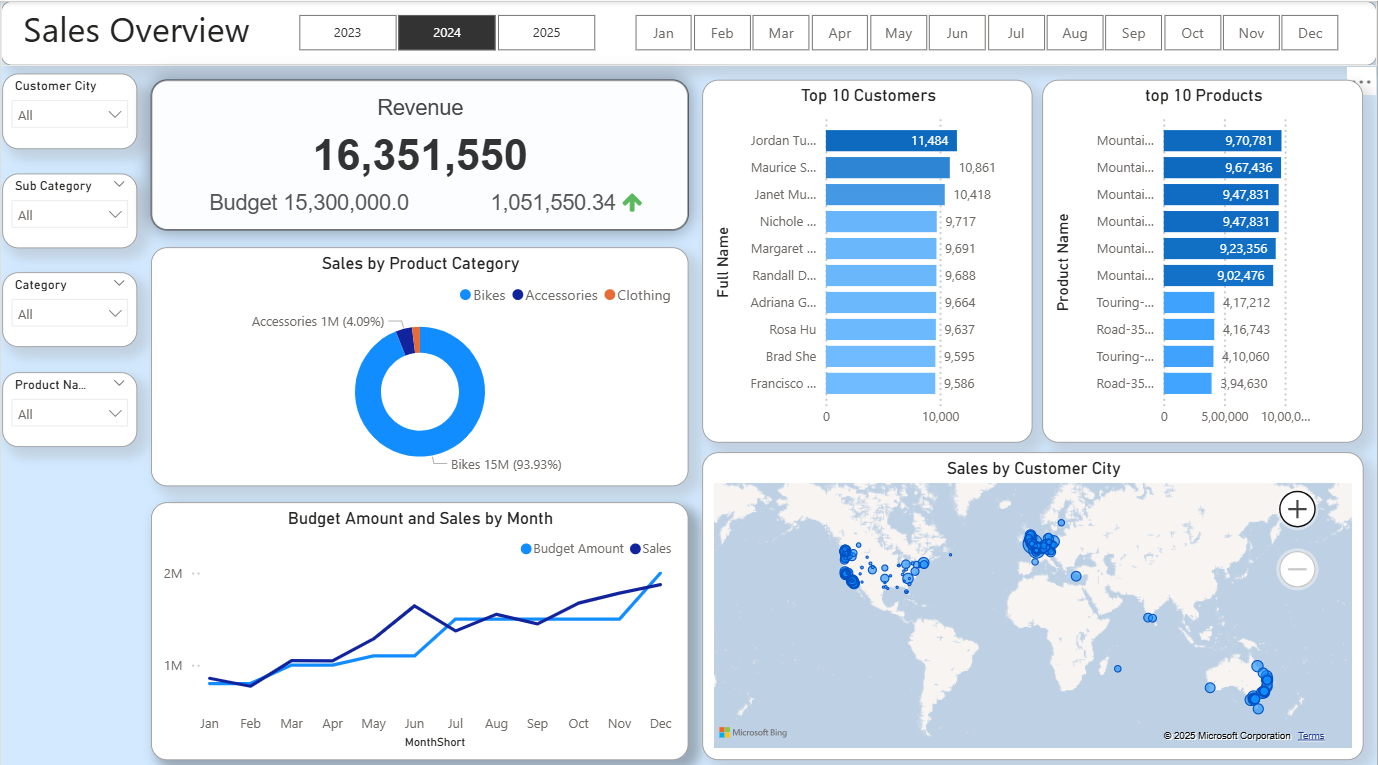 Sales Overview
2023 2024 2025
Jan Feb Mar Apr May Jun Jul Aug Sep Oct Nov Dec
Customer City
All
Sub Category
All
Category
All
Product Na...
All
Revenue
16,351,550
Budget 15,300,000.0 1,051,550.34
Sales by Product Category
Bikes Accessories Clothing
Accessories 1M (4.09%)
Bikes 15M (93.93%)
Budget Amount and Sales by Month
Budget Amount Sales
2M
1M
Jan Feb Mar Apr May Jun Jul Aug Sep Oct Nov Dec
MonthShort
Top 10 Customers
Full Name
Jordan Tu... 11,484
Maurice S... 10,861
Janet Mu... 10,418
Nichole ... 9,717
Margaret ... 9,691
Randall D... 9,688
Adriana G... 9,664
Rosa Hu 9,637
Brad She 9,595
Francisco ... 9,586
0 10,000
top 10 Products
Product Name
Mountai... 9,70,781
Mountai... 9,67,436
Mountai... 9,47,831
Mountai... 9,47,831
Mountai... 9,23,356
Mountai... 9,02,476
Touring-... 4,17,212
Road-35... 4,16,743
Touring-... 4,10,060
Road-35... 3,94,630
0 5,00,000 10,00,0...
Sales by Customer City
Microsoft Bing
© 2025 Microsoft Corporation Terms